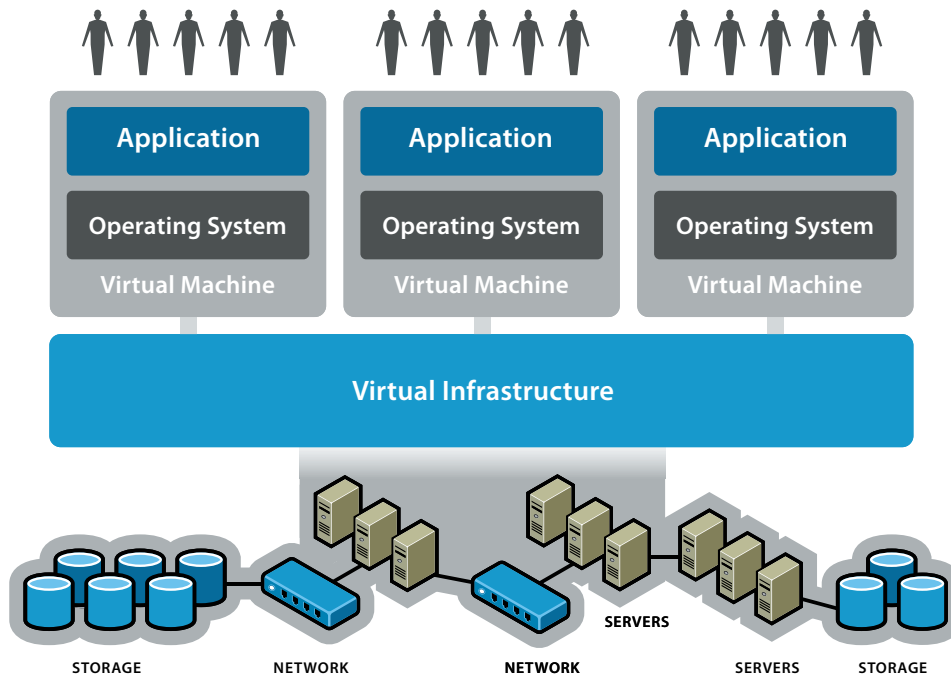 Application
Application
Application
Operating System
Operating System
Operating System
Virtual Machine
Virtual Machine
Virtual Machine
Virtual Infrastructure
SERVERS
STORAGE
NETWORK
NETWORK
SERVERS
STORAGE